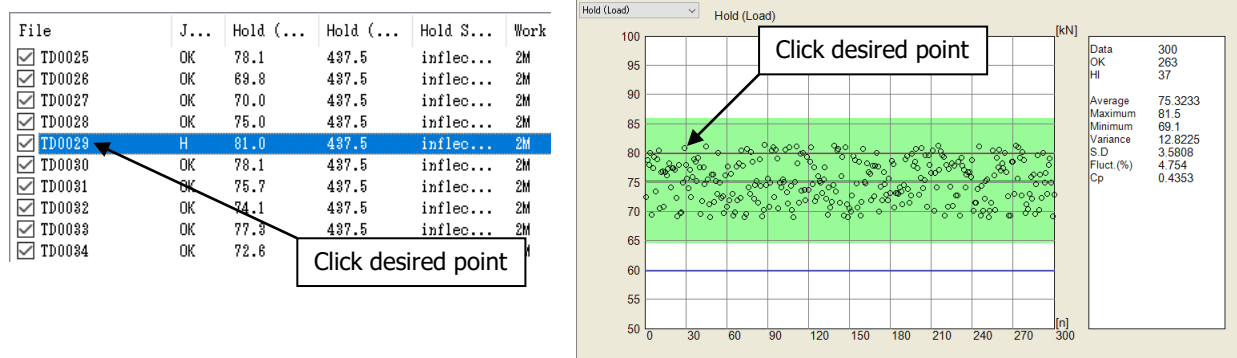 File J... Hold (... Hold (... Hold S... Work
TD0025 OK 78.1 437.5 inflec... 2M
TD0026 OK 69.8 437.5 inflec... 2M
TD0027 OK 70.0 437.5 inflec... 2M
TD0028 OK 75.0 437.5 inflec... 2M
TD0029 H 81.0 437.5 inflec... 2M
TD0030 OK 78.1 437.5 inflec... 2M
TD0031 OK 75.7 437.5 inflec... 2M
TD0032 OK 74.1 437.5 inflec... 2M
TD0033 OK 77.3 437.5 inflec... 2M
TD0034 OK 72.6
Click desired point
Hold (Load)
Hold (Load)
[kN]
Click desired point
100
95
90
85
80
75
70
65
60
55
50
0 30 60 90 120 150 180 210 240 270 300
[n]
Data 300
OK 263
HI 37
Average 75.3233
Maximum 81.5
Minimum 69.1
Variance 12.8225
S.D 3.5808
Fluct.(%) 4.754
Cp 0.4353